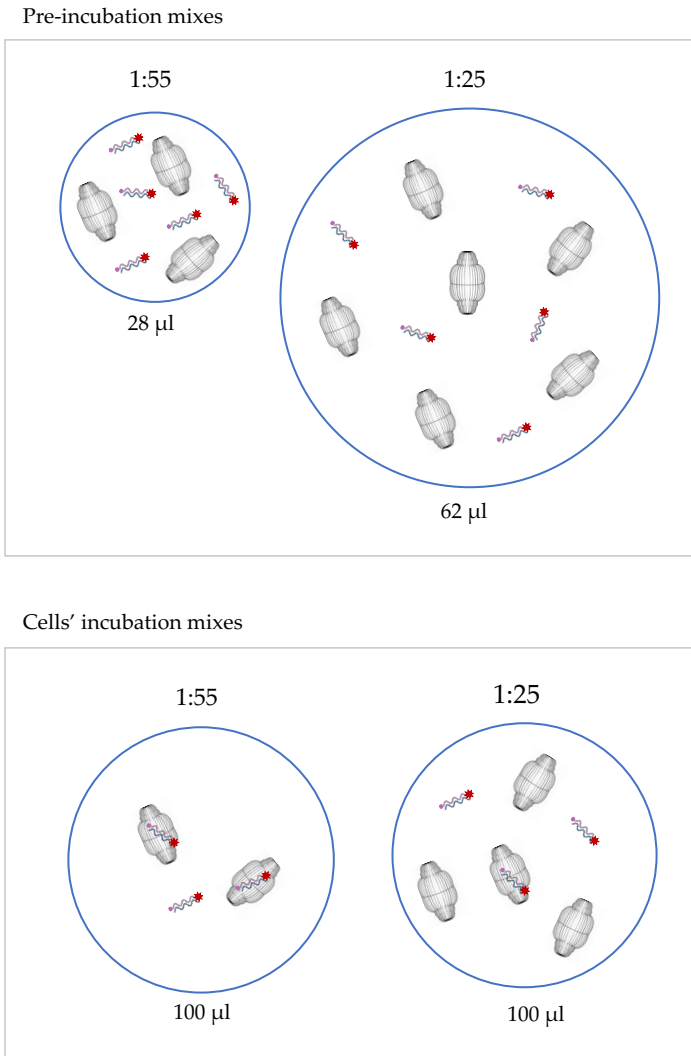 Pre-incubation mixes
1:55
1:25
28 µl
62 µl
Cells’ incubation mixes
1:55
1:25
100 µl
100 µl